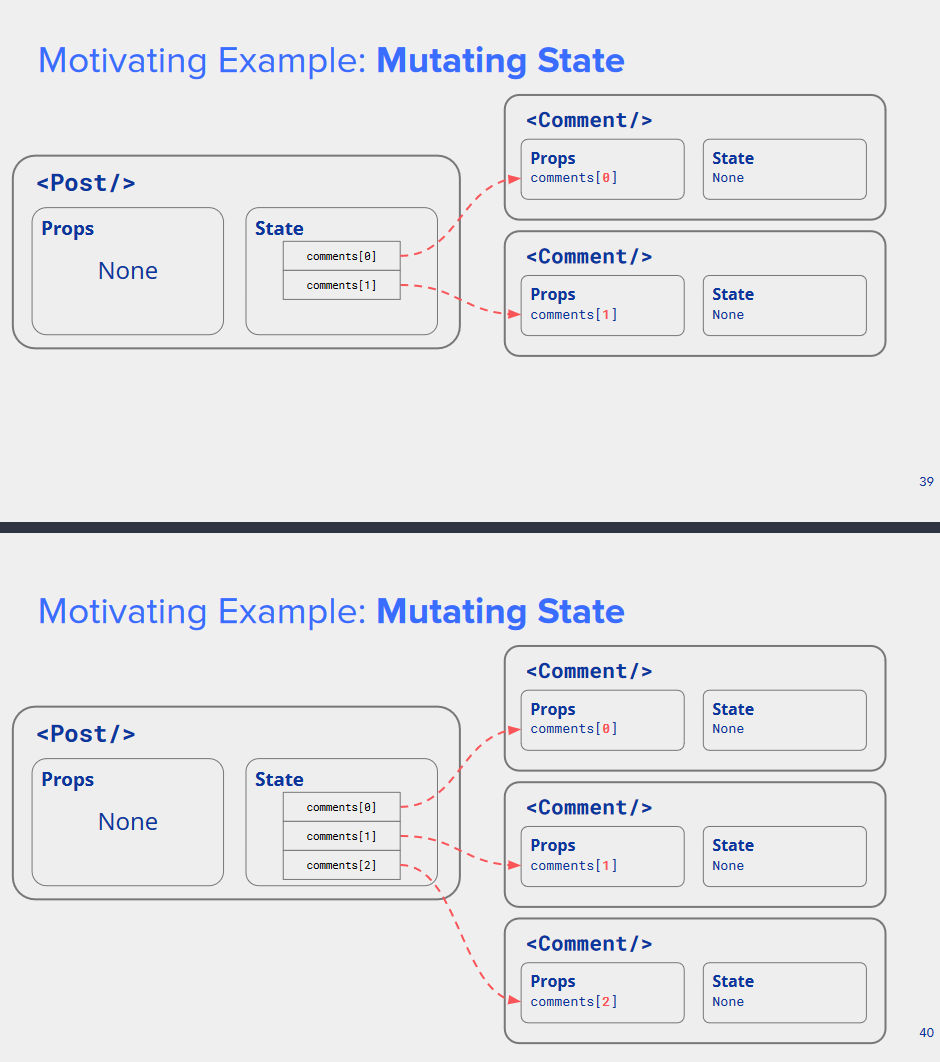 Motivating Example: Mutating State
<Post/>
Props
None
State
comments[0]
comments[1]
<Comment/>
Props
comments[0]
State
None
<Comment/>
Props
comments[1]
State
None
39
Motivating Example: Mutating State
<Post/>
Props
None
State
comments[0]
comments[1]
comments[2]
<Comment/>
Props
comments[0]
State
None
<Comment/>
Props
comments[1]
State
None
<Comment/>
Props
comments[2]
State
None
40